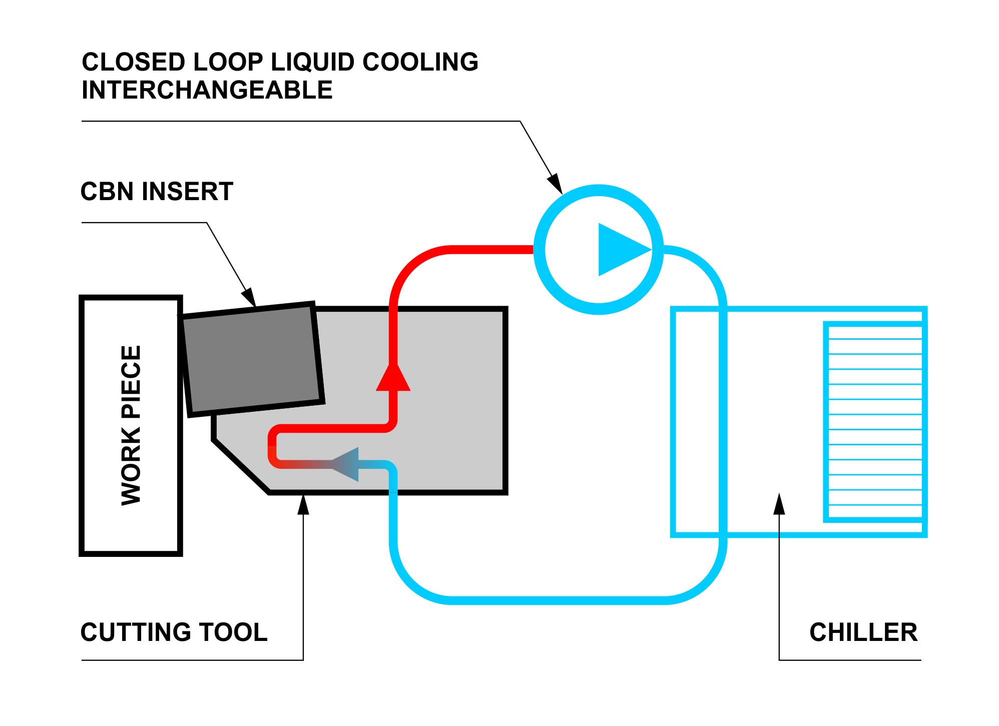 CLOSED LOOP LIQUID COOLING
INTERCHANGEABLE
CBN INSERT
WORK PIECE
CUTTING TOOL
CHILLER